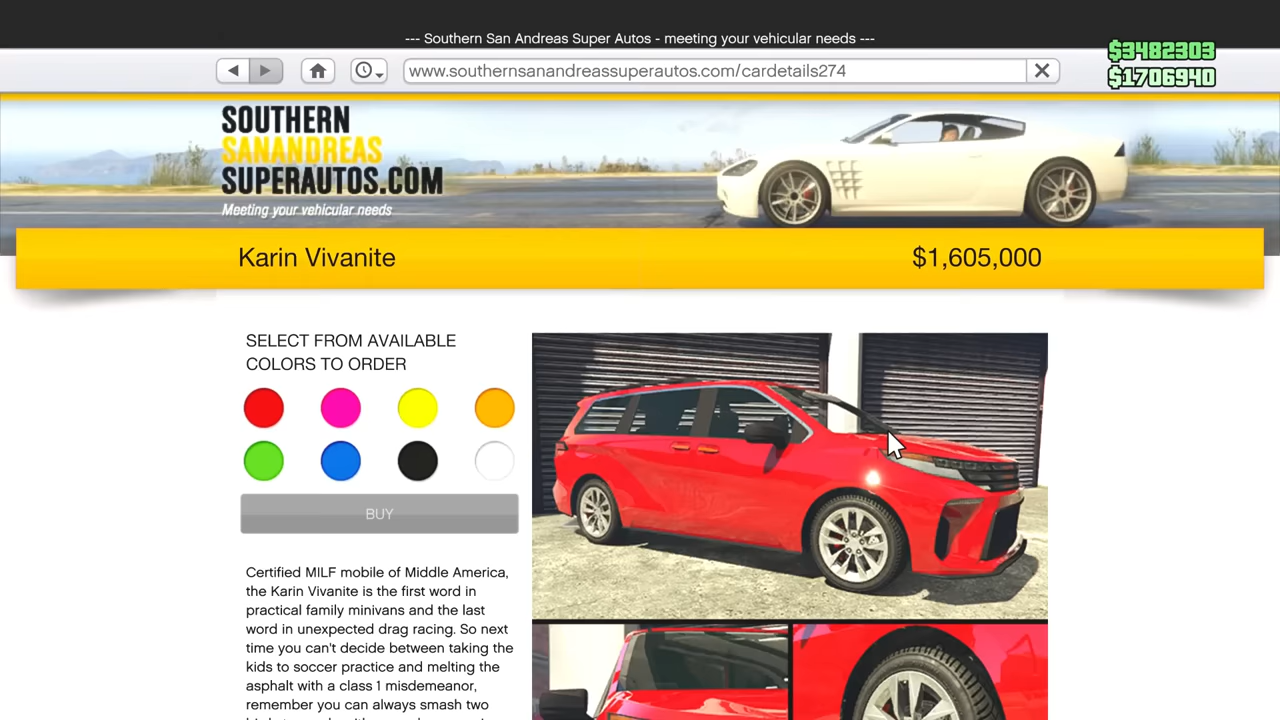 --- Southern San Andreas Super Autos - meeting your vehicular needs ---
www.southernsanandreassuperautos.com/cardetails274
$3482303
$1706940
SOUTHERN
SANANDREAS
SUPERAUTOS.COM
Meeting your vehicular needs
Karin Vivanite
$1,605,000
SELECT FROM AVAILABLE
COLORS TO ORDER
BUY
Certified MILF mobile of Middle America,
the Karin Vivanite is the first word in
practical family minivans and the last
word in unexpected drag racing. So next
time you can't decide between taking the
kids to soccer practice and melting the
asphalt with a class 1 misdemeanor,
remember you can always smash two